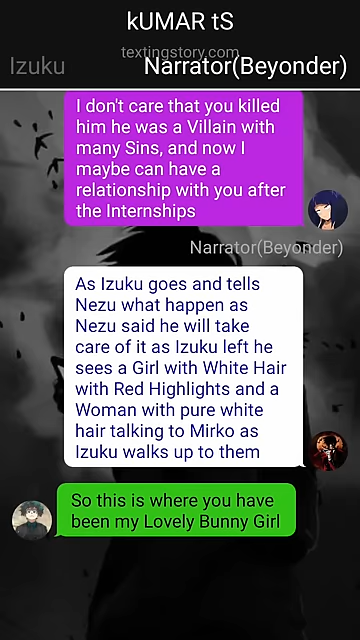 kUMAR tS
textingstory.com
Izuku
Narrator(Beyonder)
I don't care that you killed
him he was a Villain with
many Sins, and now I
maybe can have a
relationship with you after
the Internships
Narrator(Beyonder)
As Izuku goes and tells
Nezu what happen as
Nezu said he will take
care of it as Izuku left he
sees a Girl with White Hair
with Red Highlights and a
Woman with pure white
hair talking to Mirko as
Izuku walks up to them
So this is where you have
been my Lovely Bunny Girl